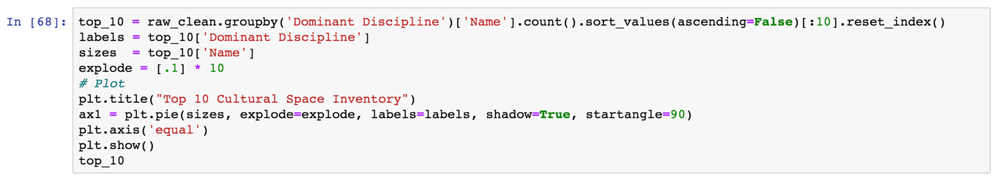 In [68]: top_10 = raw_clean.groupby('Dominant Discipline')['Name'].count().sort_values(ascending=False)[:10].reset_index()
labels = top_10['Dominant Discipline']
sizes  = top_10['Name']
explode = [.1] * 10
# Plot
plt.title("Top 10 Cultural Space Inventory")
ax1 = plt.pie(sizes, explode=explode, labels=labels, shadow=True, startangle=90)
plt.axis('equal')
plt.show()
top_10